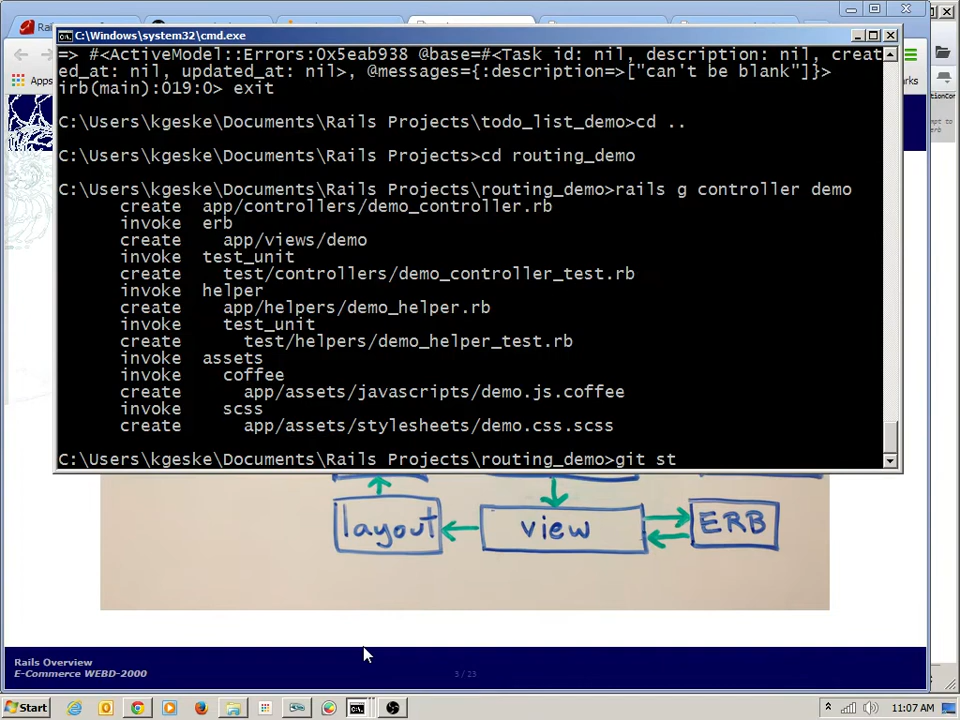 Rai
C:\Windows\system32\cmd.exe
=> #<ActiveModel::Errors:0x5eab938 @base=#<Task id: nil, description: nil, creat
ed_at: nil, updated_at: nil>, @messages={:description=>["can't be blank"]}>
irb(main):019:0> exit
C:\Users\kgeske\Documents\Rails Projects\todo_list_demo>cd ..
C:\Users\kgeske\Documents\Rails Projects>cd routing_demo
C:\Users\kgeske\Documents\Rails Projects\routing_demo>rails g controller demo
create app/controllers/demo_controller.rb
invoke erb
create app/views/demo
invoke test_unit
create test/controllers/demo_controller_test.rb
invoke helper
create app/helpers/demo_helper.rb
invoke test_unit
create test/helpers/demo_helper_test.rb
invoke assets
invoke coffee
create app/assets/javascripts/demo.js.coffee
invoke scss
create app/assets/stylesheets/demo.css.scss
C:\Users\kgeske\Documents\Rails Projects\routing_demo>git st
Apps
arks
layout
view
ERB
Rails Overview
E-Commerce WEBD-2000
3 / 23
Start
11:07 AM